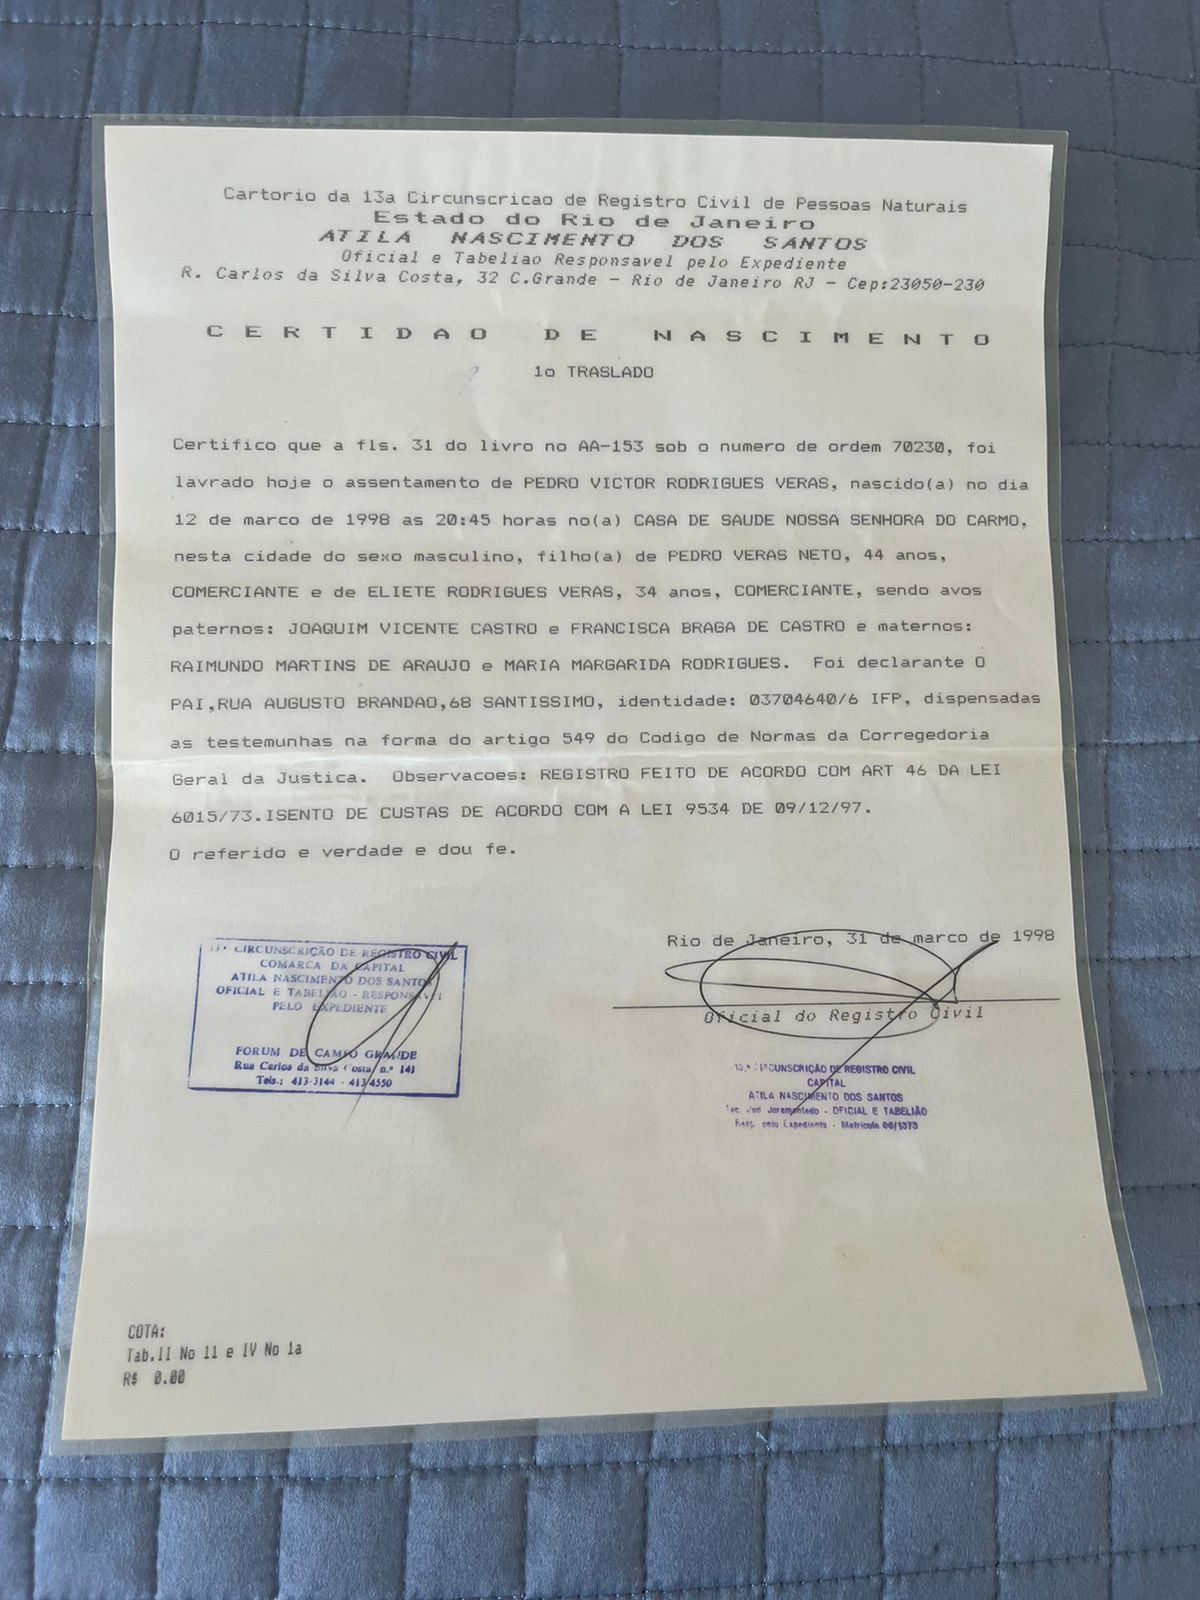 Cartorio da 13a Circunscricao de Registro Civil de Pessoas Naturais
Estado do Rio de Janeiro
ATILA NASCIMENTO DOS SANTOS
Oficial e Tabeliao Responsavel pelo Expediente
R. Carlos da Silva Costa, 32 C.Grande - Rio de Janeiro RJ - Cep:23050-230
CERTIDAO DE NASCIMENTO
1o TRASLADO
Certifico que a fls. 31 do livro no AA-153 sob o numero de ordem 70230, foi
lavrado hoje o assentamento de PEDRO VICTOR RODRIGUES VERAS, nascido(a) no dia
12 de marco de 1998 as 20:45 horas no(a) CASA DE SAUDE NOSSA SENHORA DO CARMO,
nesta cidade do sexo masculino, filho(a) de PEDRO VERAS NETO, 44 anos,
COMERCIANTE e de ELIETE RODRIGUES VERAS, 34 anos, COMERCIANTE, sendo avos
paternos: JOAQUIM VICENTE CASTRO e FRANCISCA BRAGA DE CASTRO e maternos:
RAIMUNDO MARTINS DE ARAUJO e MARIA MARGARIDA RODRIGUES. Foi declarante O
PAI,RUA AUGUSTO BRANDAO,68 SANTISSIMO, identidade: 03704640/6 IFP, dispensadas
as testemunhas na forma do artigo 549 do Codigo de Normas da Corregedoria
Geral da Justica. Observacoes: REGISTRO FEITO DE ACORDO COM ART 46 DA LEI
6015/73.ISENTO DE CUSTAS DE ACORDO COM A LEI 9534 DE 09/12/97.
O referido e verdade e dou fe.
Rio de Janeiro, 31 de marco de 1998
Oficial do Registro Civil
CIRCUNSCRIÇÃO DE REGISTRO CIVIL
COMARCA DA CAPITAL
ATILA NASCIMENTO DOS SANTOS
OFICIAL E TABELIÃO - RESPONSAVEL
PELO EXPEDIENTE
FORUM DE CAMPO GRANDE
Rua Carlos da Silva Costa n.º 141
Tels.: 413-3144 - 413-4550
13.ª CIRCUNSCRIÇÃO DE REGISTRO CIVIL
CAPITAL
ATILA NASCIMENTO DOS SANTOS
Juramentado - OFICIAL E TABELIÃO
Resp. pelo Expediente - Matrícula 06/1373
COTA:
Tab.II No 11 e IV No 1a
R$ 0.00